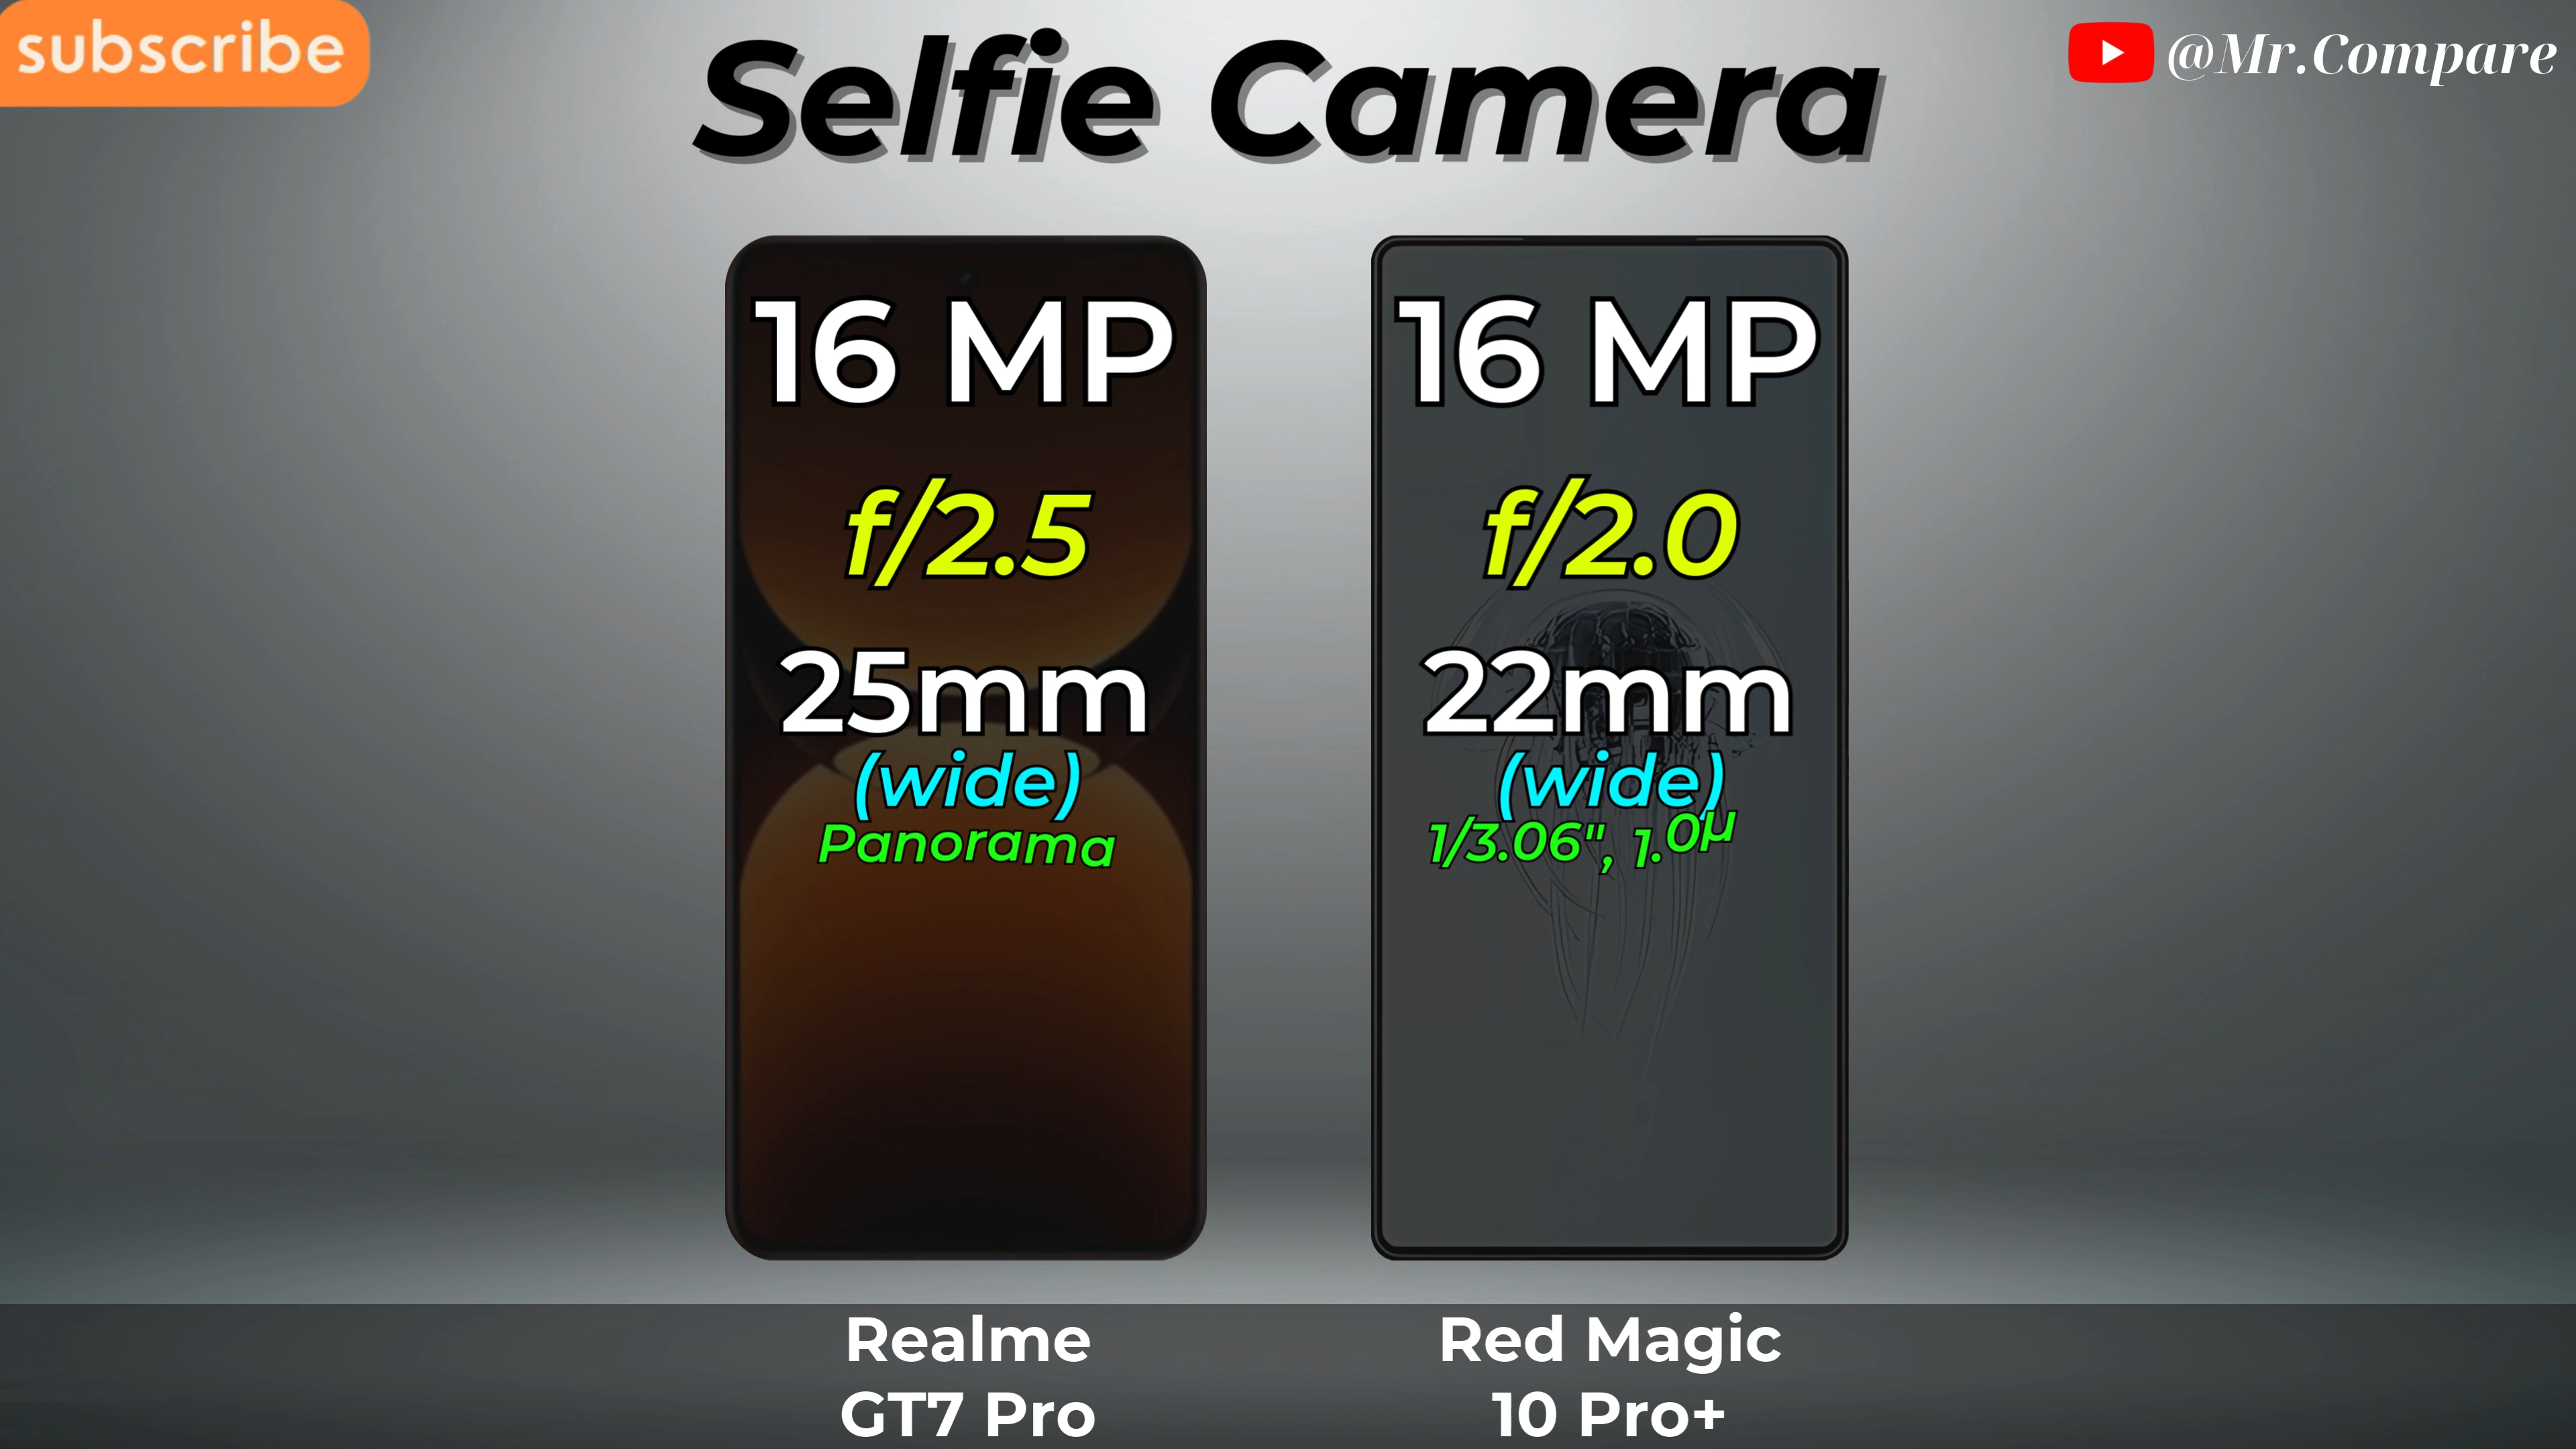 subscribe
Selfie Camera
@Mr.Compare
16 MP
f/2.5
25mm
(wide)
Panorama
16 MP
f/2.0
22mm
(wide)
1/3.06", 1.0µ
Realme
GT7 Pro
Red Magic
10 Pro+